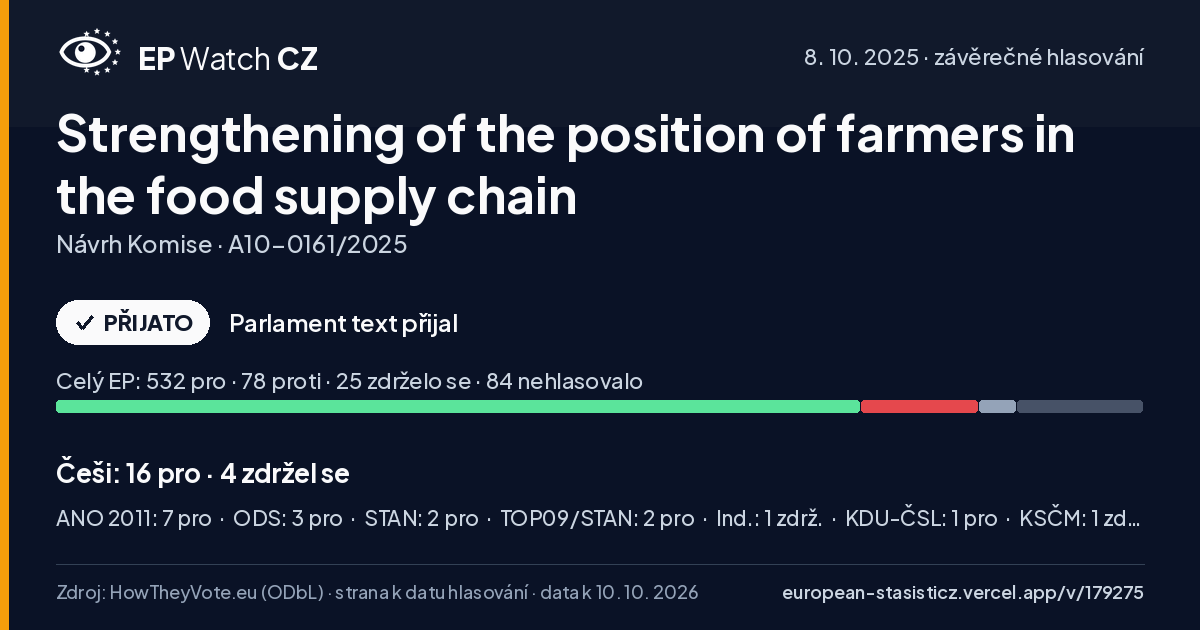 EP Watch CZ
8. 10. 2025 · závěrečné hlasování
Strengthening of the position of farmers in
the food supply chain
Návrh Komise · A10-0161/2025
✓ PŘIJATO
Parlament text přijal
Celý EP: 532 pro · 78 proti · 25 zdrželo se · 84 nehlasovalo
Češi: 16 pro · 4 zdržel se
ANO 2011: 7 pro · ODS: 3 pro · STAN: 2 pro · TOP09/STAN: 2 pro · Ind.: 1 zdrž. · KDU-ČSL: 1 pro · KSČM: 1 zd…
Zdroj: HowTheyVote.eu (ODbL) · strana k datu hlasování · data k 10. 10. 2026
european-stasisticz.vercel.app/v/179275